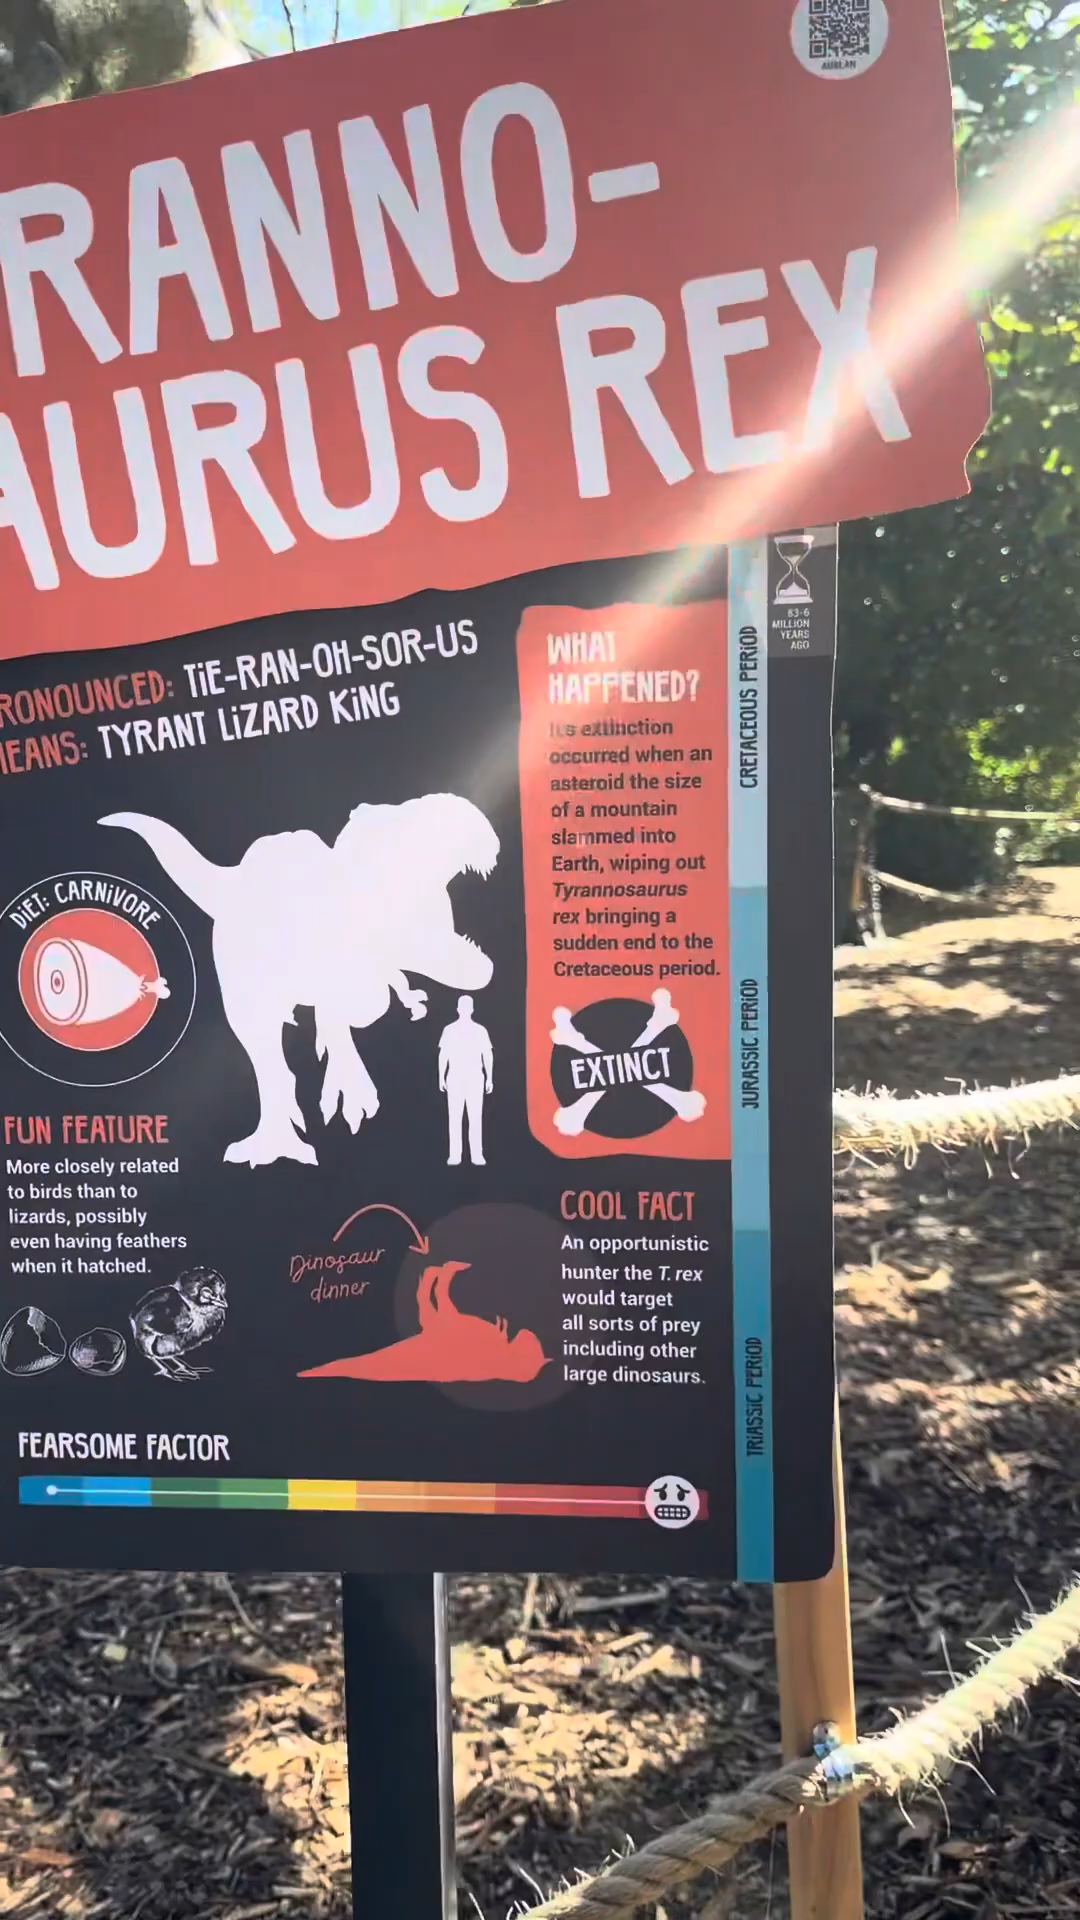 AUSLAN
RANNO-
AURUS REX
RONOUNCED: TiE-RAN-OH-SOR-US
EANS: TYRANT LiZARD KiNG
DiET: CARNiVORE
FUN FEATURE
More closely related
to birds than to
lizards, possibly
even having feathers
when it hatched.
WHAT
HAPPENED?
Its extinction
occurred when an
asteroid the size
of a mountain
slammed into
Earth, wiping out
Tyrannosaurus
rex bringing a
sudden end to the
Cretaceous period.
EXTINCT
Dinosaur
dinner
COOL FACT
An opportunistic
hunter the T. rex
would target
all sorts of prey
including other
large dinosaurs.
FEARSOME FACTOR
MILLION
YEARS
AGO
CRETACEOUS PERiOD
JURASSiC PERiOD
TRiASSiC PERiOD